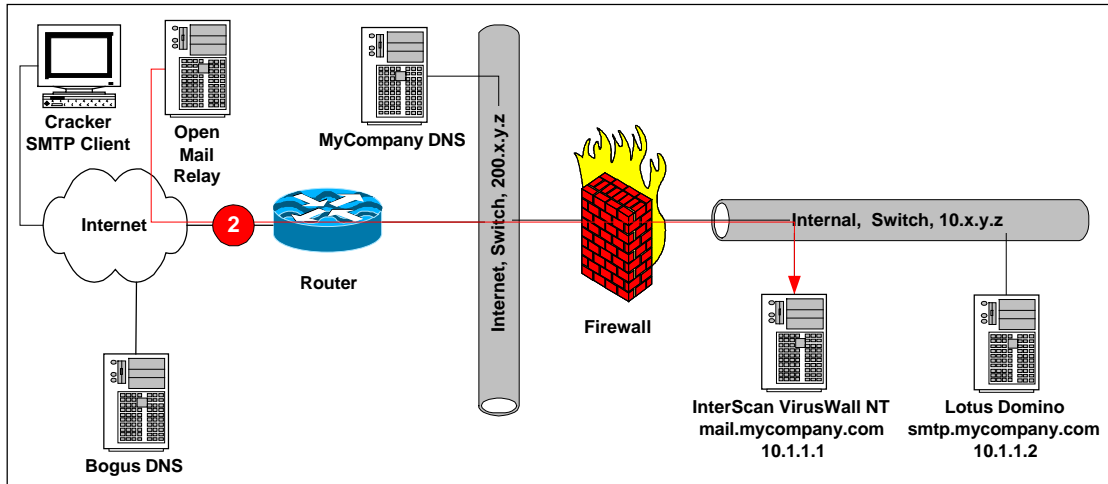 Cracker
SMTP Client
Open
Mail
Relay
MyCompany DNS
Internet, Switch, 200.x.y.z
Internet
2
Router
Firewall
Internal, Switch, 10.x.y.z
Bogus DNS
InterScan VirusWall NT
mail.mycompany.com
10.1.1.1
Lotus Domino
smtp.mycompany.com
10.1.1.2